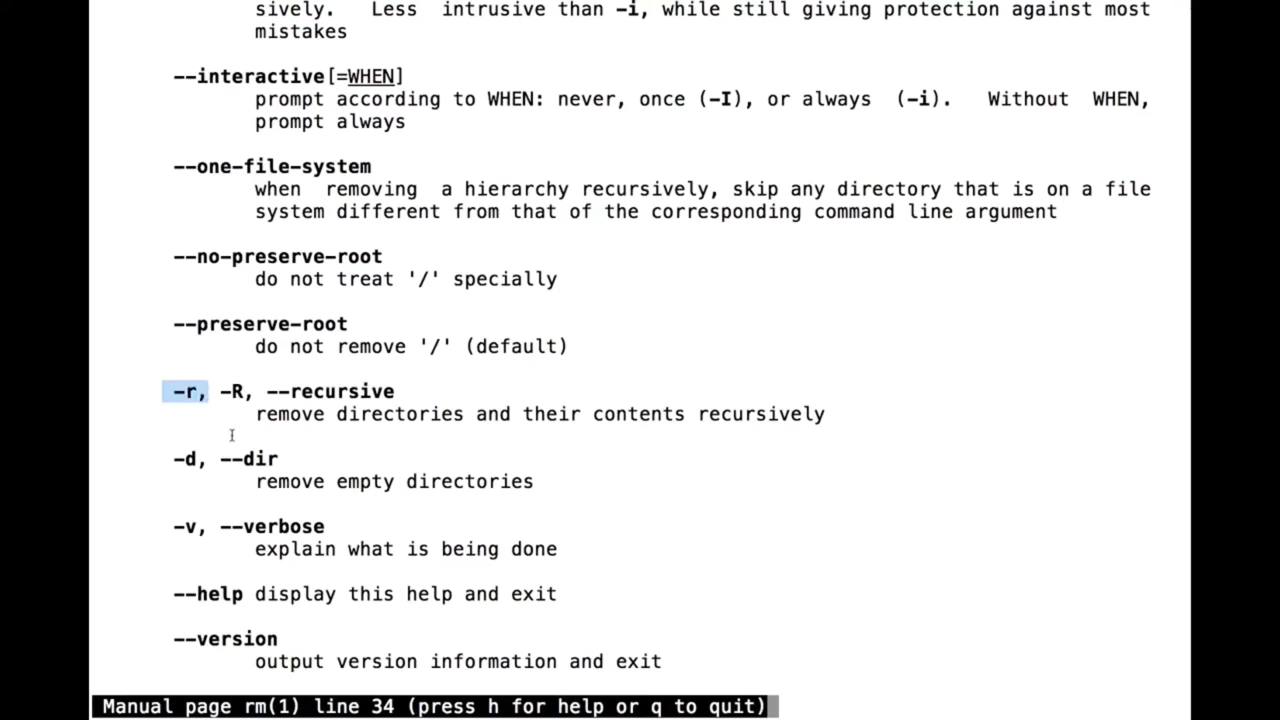 sively. Less intrusive than -i, while still giving protection against most
mistakes
--interactive[=WHEN]
prompt according to WHEN: never, once (-I), or always (-i). Without WHEN,
prompt always
--one-file-system
when removing a hierarchy recursively, skip any directory that is on a file
system different from that of the corresponding command line argument
--no-preserve-root
do not treat '/' specially
--preserve-root
do not remove '/' (default)
-r, -R, --recursive
remove directories and their contents recursively
-d, --dir
remove empty directories
-v, --verbose
explain what is being done
--help display this help and exit
--version
output version information and exit
Manual page rm(1) line 34 (press h for help or q to quit)